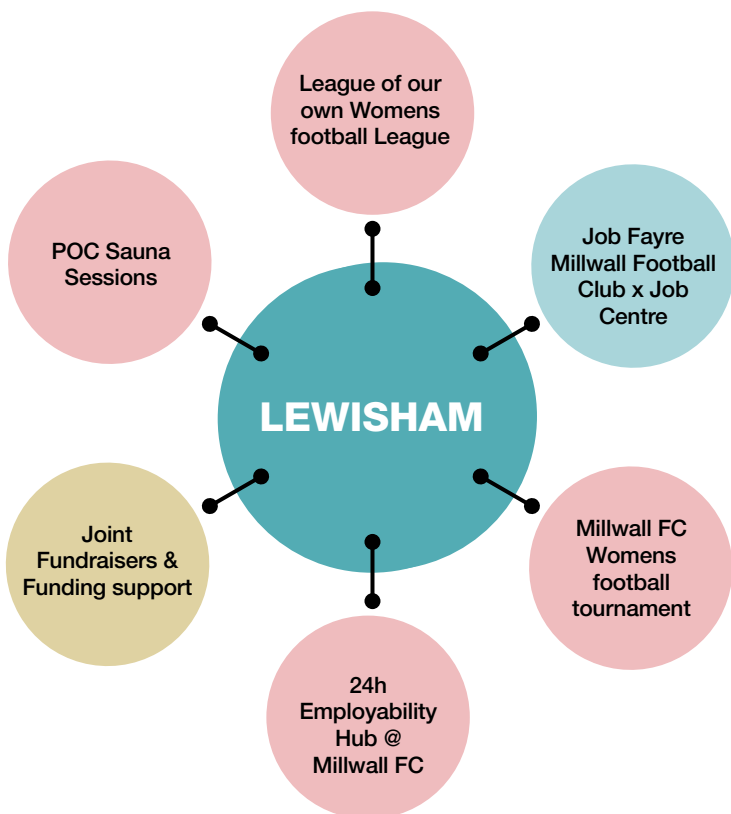 League of our
own Womens
football League
POC Sauna
Sessions
Job Fayre
Millwall Football
Club x Job
Centre
LEWISHAM
Joint
Fundraisers &
Funding support
Millwall FC
Womens
football
tournament
24h
Employability
Hub @
Millwall FC